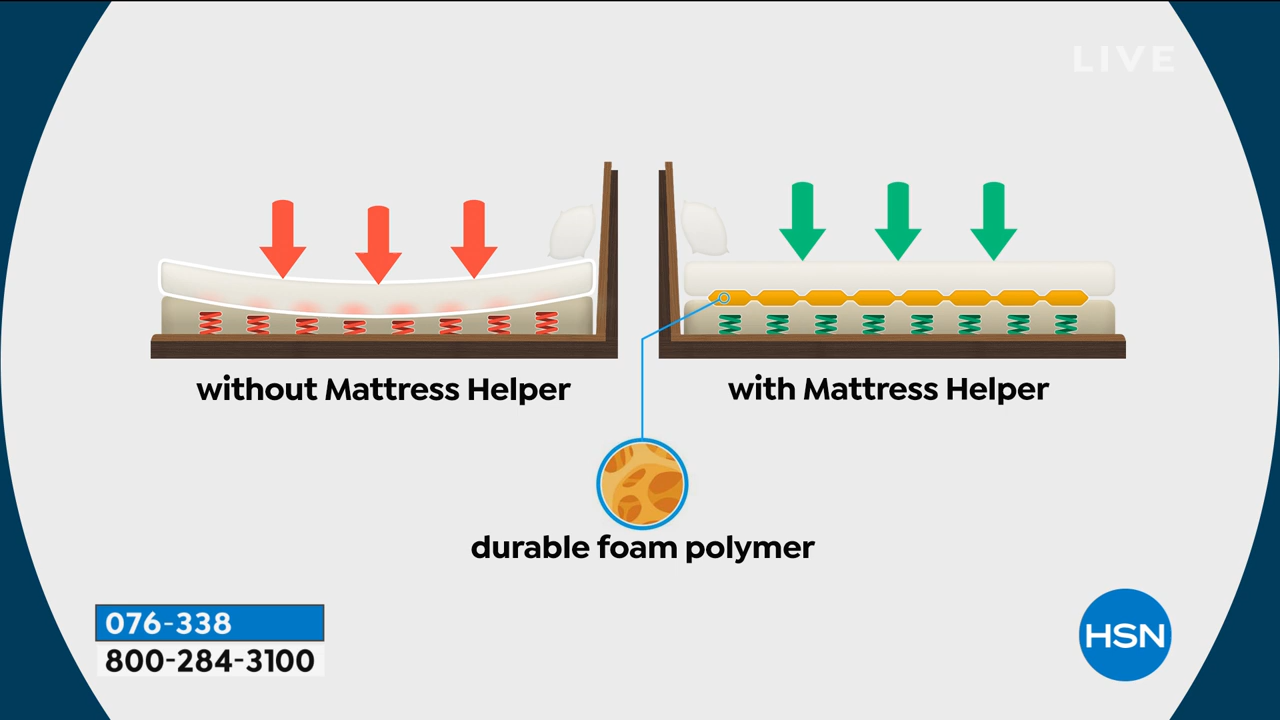 LIVE
without Mattress Helper
with Mattress Helper
durable foam polymer
076-338
800-284-3100
HSN